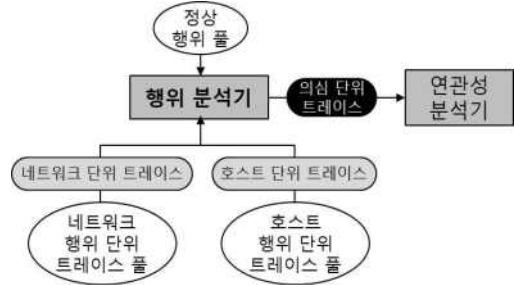 정상
행위 풀
행위 분석기
의심 단위
트레이스
연관성
분석기
네트워크 단위 트레이스
호스트 단위 트레이스
네트워크
행위 단위
트레이스 풀
호스트
행위 단위
트레이스 풀